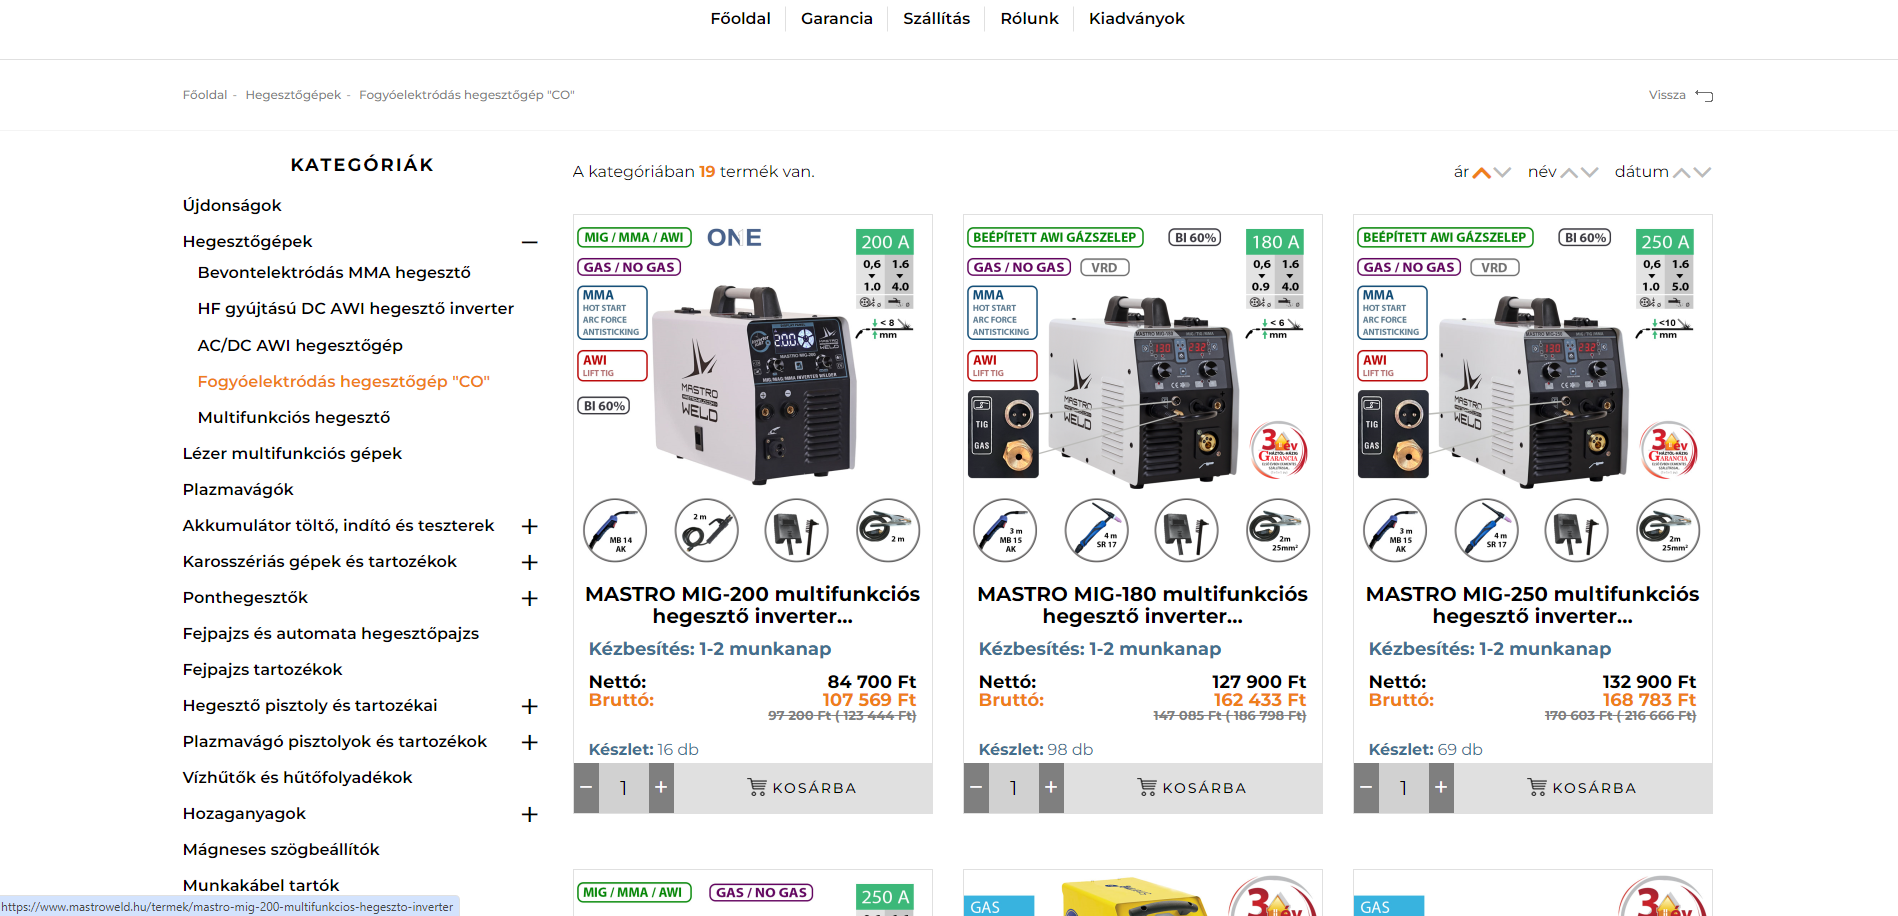 Főoldal
Garancia
Szállítás
Rólunk
Kiadványok
Főoldal - Hegesztőgépek - Fogyóelektródás hegesztőgép "CO"
Vissza
KATEGÓRIÁK
Újdonságok
Hegesztőgépek
Bevontelektródás MMA hegesztő
HF gyújtású DC AWI hegesztő inverter
AC/DC AWI hegesztőgép
Fogyóelektródás hegesztőgép "CO"
Multifunkciós hegesztő
Lézer multifunkciós gépek
Plazmavágók
Akkumulátor töltő, indító és teszterek
Karosszériás gépek és tartozékok
Ponthegesztők
Fejpajzs és automata hegesztőpajzs
Fejpajzs tartozékok
Hegesztő pisztoly és tartozékai
Plazmavágó pisztolyok és tartozékok
Vízhűtők és hűtőfolyadékok
Hozaganyagok
Mágneses szögbeállítók
Munkakábel tartók
A kategóriában 19 termék van.
ár
név
dátum
MIG / MMA / AWI
ONE
200 A
GAS / NO GAS
0,6 1.6
1.0 4.0
MMA
HOT START
ARC FORCE
ANTISTICKING
< 8
mm
AWI
LIFT TIG
BI 60%
MASTRO
WELD
MB 14
AK
2 m
2 m
MASTRO MIG-200 multifunkciós
hegesztő inverter...
Kézbesítés: 1-2 munkanap
Nettó: 84 700 Ft
Bruttó: 107 569 Ft
97 200 Ft ( 123 444 Ft)
Készlet: 16 db
− 1 + KOSÁRBA
BEÉPÍTETT AWI GÁZSZELEP
BI 60%
180 A
GAS / NO GAS
VRD
0,6 1.6
0.9 4.0
MMA
HOT START
ARC FORCE
ANTISTICKING
< 6
mm
AWI
LIFT TIG
TIG
GAS
MASTRO
WELD
3 év
HÁZTÓL-HÁZIG
GARANCIA
3 m
MB 15
AK
4 m
SR 17
2m
25mm²
MASTRO MIG-180 multifunkciós
hegesztő inverter...
Kézbesítés: 1-2 munkanap
Nettó: 127 900 Ft
Bruttó: 162 433 Ft
147 085 Ft ( 186 798 Ft)
Készlet: 98 db
− 1 + KOSÁRBA
BEÉPÍTETT AWI GÁZSZELEP
BI 60%
250 A
GAS / NO GAS
VRD
0,6 1.6
1.0 5.0
MMA
HOT START
ARC FORCE
ANTISTICKING
<10
mm
AWI
LIFT TIG
TIG
GAS
MASTRO
WELD
3 év
HÁZTÓL-HÁZIG
GARANCIA
3 m
MB 15
AK
4 m
SR 17
2m
25mm²
MASTRO MIG-250 multifunkciós
hegesztő inverter...
Kézbesítés: 1-2 munkanap
Nettó: 132 900 Ft
Bruttó: 168 783 Ft
170 603 Ft ( 216 666 Ft)
Készlet: 69 db
− 1 + KOSÁRBA
MIG / MMA / AWI
GAS / NO GAS
250 A
GAS
3 év
GAS
3 év
https://www.mastroweld.hu/termek/mastro-mig-200-multifunkcios-hegeszto-inverter